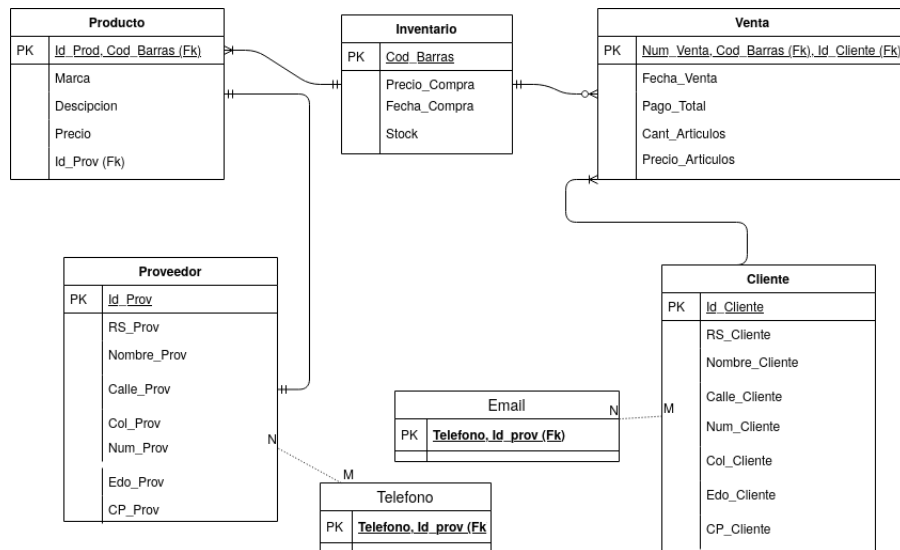 Producto
PK Id_Prod, Cod_Barras (Fk)
Marca
Descipcion
Precio
Id_Prov (Fk)
Inventario
PK Cod_Barras
Precio_Compra
Fecha_Compra
Stock
Venta
PK Num_Venta, Cod_Barras (Fk), Id_Cliente (Fk)
Fecha_Venta
Pago_Total
Cant_Articulos
Precio_Articulos
Proveedor
PK Id_Prov
RS_Prov
Nombre_Prov
Calle_Prov
Col_Prov
Num_Prov
Edo_Prov
CP_Prov
N
M
Telefono
PK Telefono, Id_prov (Fk
Email
PK Telefono, Id_prov (Fk)
N
M
Cliente
PK Id_Cliente
RS_Cliente
Nombre_Cliente
Calle_Cliente
Num_Cliente
Col_Cliente
Edo_Cliente
CP_Cliente